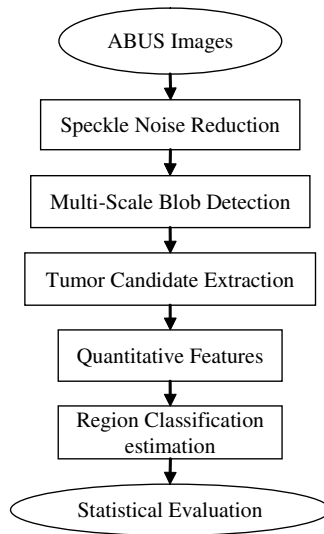 ABUS Images
Speckle Noise Reduction
Multi-Scale Blob Detection
Tumor Candidate Extraction
Quantitative Features
Region Classification
estimation
Statistical Evaluation